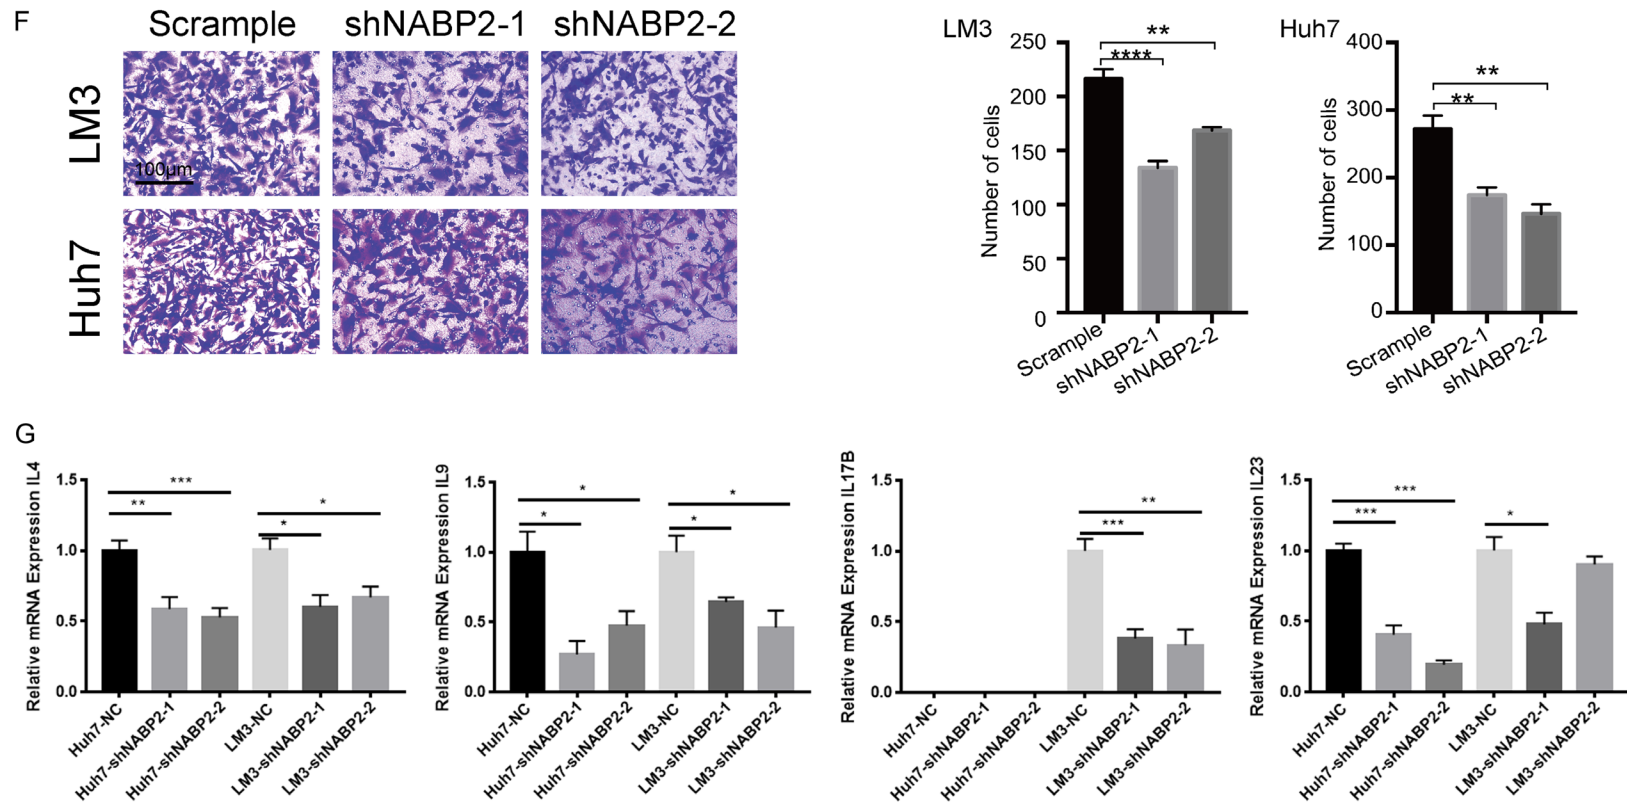 F
Scrample shNABP2-1 shNABP2-2
LM3
100μm
Huh7
LM3
Number of cells
250
200
150
100
50
0
**
****
Scrample
shNABP2-1
shNABP2-2
Huh7
Number of cells
400
300
200
100
0
**
**
Scrample
shNABP2-1
shNABP2-2
G
Relative mRNA Expression IL4
1.5
1.0
0.5
0.0
***
**
*
*
Huh7-NC
Huh7-shNABP2-1
Huh7-shNABP2-2
LM3-NC
LM3-shNABP2-1
LM3-shNABP2-2
Relative mRNA Expression IL9
1.5
1.0
0.5
0.0
*
*
*
*
Huh7-NC
Huh7-shNABP2-1
Huh7-shNABP2-2
LM3-NC
LM3-shNABP2-1
LM3-shNABP2-2
Relative mRNA Expression IL17B
1.5
1.0
0.5
0.0
**
***
Huh7-NC
Huh7-shNABP2-1
Huh7-shNABP2-2
LM3-NC
LM3-shNABP2-1
LM3-shNABP2-2
Relative mRNA Expression IL23
1.5
1.0
0.5
0.0
***
***
*
Huh7-NC
Huh7-shNABP2-1
Huh7-shNABP2-2
LM3-NC
LM3-shNABP2-1
LM3-shNABP2-2